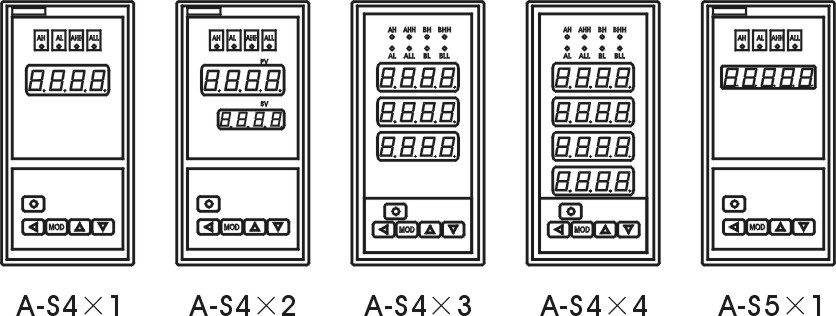 AH AL AHH ALL
8.8.8.8
MOD
A-S4×1
AH AL AHH ALL
PV
8.8.8.8
SV
8.8.8.8
MOD
A-S4×2
AH AHH BH BHH
AL ALL BL BLL
8.8.8.8
8.8.8.8
8.8.8.8
MOD
A-S4×3
AH AHH BH BHH
AL ALL BL BLL
8.8.8.8
8.8.8.8
8.8.8.8
8.8.8.8
MOD
A-S4×4
AH AL AHH ALL
8.8.8.8.8
MOD
A-S5×1